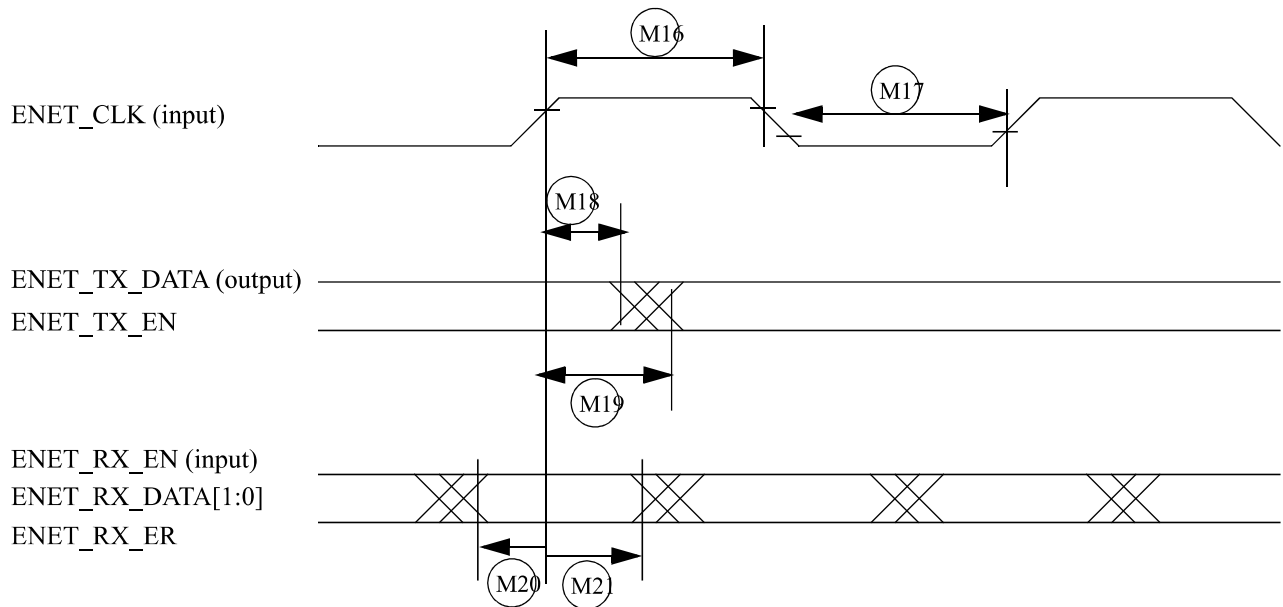 M16
ENET_CLK (input)
M17
M18
ENET_TX_DATA (output)
ENET_TX_EN
M19
ENET_RX_EN (input)
ENET_RX_DATA[1:0]
ENET_RX_ER
M20
M21